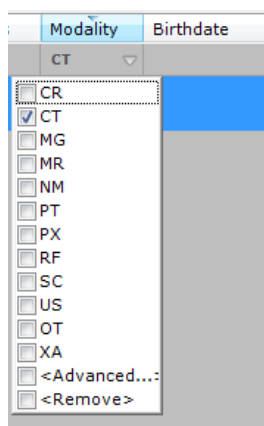 Modality Birthdate
CT
CR
CT
MG
MR
NM
PT
PX
RF
SC
US
OT
XA
<Advanced...
<Remove>